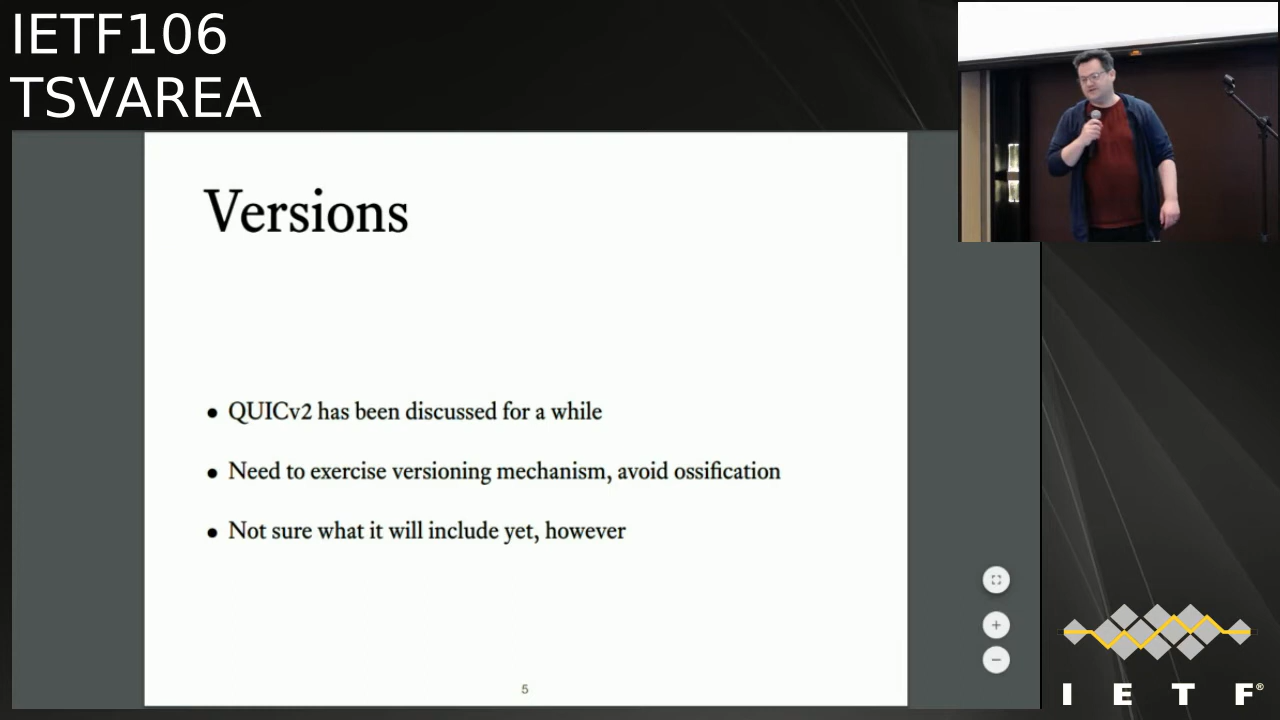 IETF106
TSVAREA
Versions
• QUICv2 has been discussed for a while
• Need to exercise versioning mechanism, avoid ossification
• Not sure what it will include yet, however
5
I E T F®